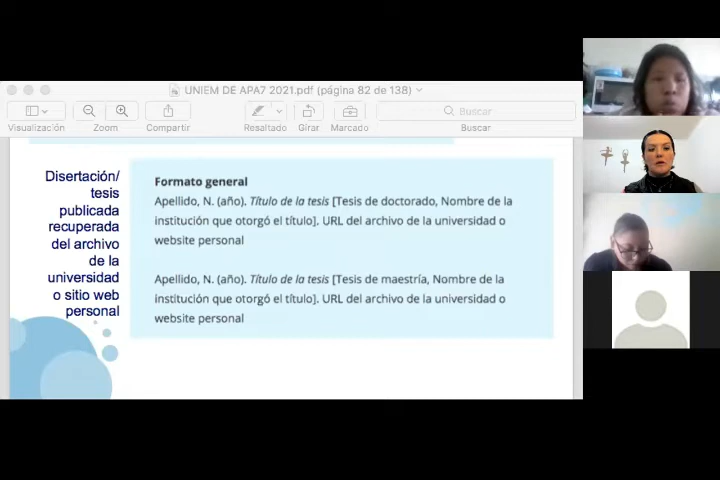 UNIEM DE APA7 2021.pdf (página 82 de 138)
Buscar
Visualización Zoom Compartir Resaltado Girar Marcado Buscar
Disertación/
tesis
publicada
recuperada
del archivo
de la
universidad
o sitio web
personal
Formato general
Apellido, N. (año). Título de la tesis [Tesis de doctorado, Nombre de la
institución que otorgó el título]. URL del archivo de la universidad o
website personal
Apellido, N. (año). Título de la tesis [Tesis de maestría, Nombre de la
institución que otorgó el título]. URL del archivo de la universidad o
website personal